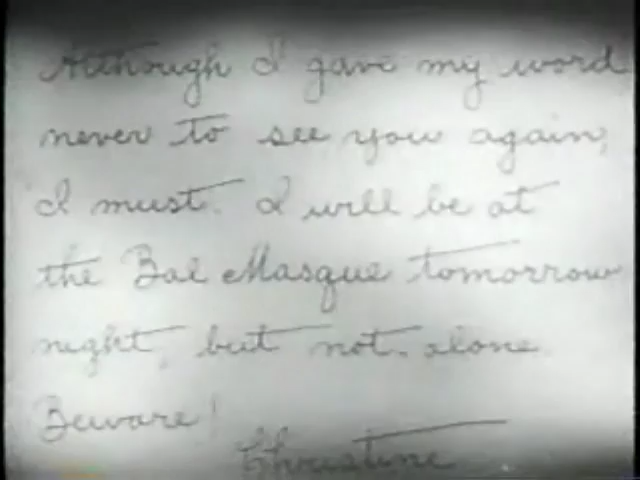 Although I gave my word
never to see you again,
I must. I will be at
the Bal Masque tomorrow
night, but not alone.
Beware!
Christine